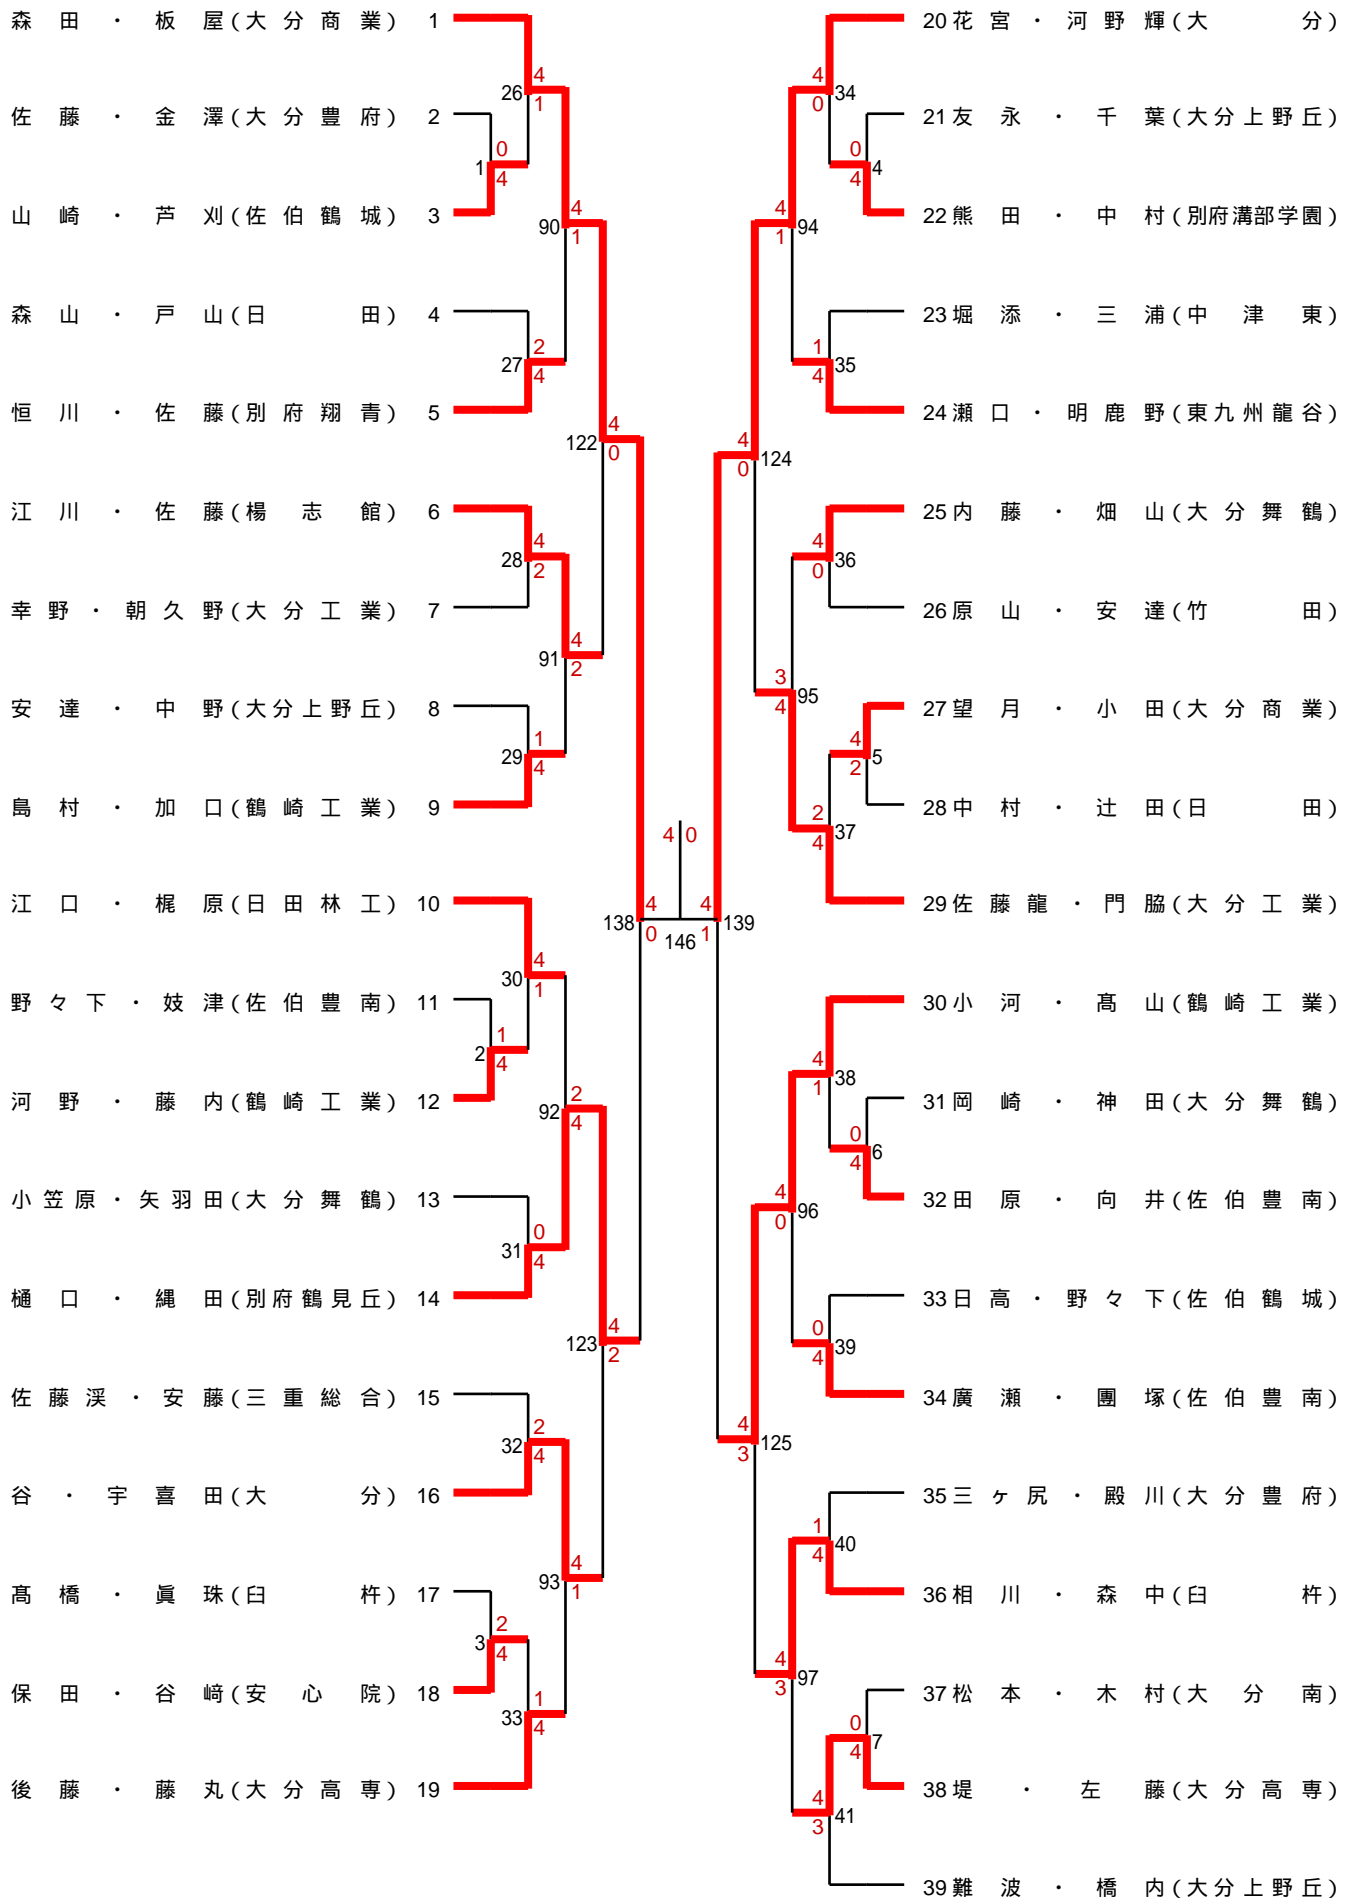 森田・板屋(大分商業) 1
佐藤・金澤(大分豊府) 2
山崎・芦刈(佐伯鶴城) 3
森山・戸山(日田) 4
恒川・佐藤(別府翔青) 5
江川・佐藤(楊志館) 6
幸野・朝久野(大分工業) 7
安達・中野(大分上野丘) 8
島村・加口(鶴崎工業) 9
江口・梶原(日田林工) 10
野々下・妓津(佐伯豊南) 11
河野・藤内(鶴崎工業) 12
小笠原・矢羽田(大分舞鶴) 13
樋口・縄田(別府鶴見丘) 14
佐藤渓・安藤(三重総合) 15
谷・宇喜田(大分) 16
髙橋・眞珠(臼杵) 17
保田・谷﨑(安心院) 18
後藤・藤丸(大分高専) 19
4
26 1
0
1 4
4
90 1
2
27 4
4
122 0
4
28 2
4
91 2
1
29 4
4
138 0
4
30 1
1
2 4
2
92 4
0
31 4
4
123 2
2
32 4
4
93 1
2
3 4
1
33 4
4 0
146
20 花宮・河野輝(大分)
21 友永・千葉(大分上野丘)
22 熊田・中村(別府溝部学園)
23 堀添・三浦(中津東)
24 瀬口・明鹿野(東九州龍谷)
25 内藤・畑山(大分舞鶴)
26 原山・安達(竹田)
27 望月・小田(大分商業)
28 中村・辻田(日田)
29 佐藤龍・門脇(大分工業)
30 小河・髙山(鶴崎工業)
31 岡崎・神田(大分舞鶴)
32 田原・向井(佐伯豊南)
33 日高・野々下(佐伯鶴城)
34 廣瀬・團塚(佐伯豊南)
35 三ヶ尻・殿川(大分豊府)
36 相川・森中(臼杵)
37 松本・木村(大分南)
38 堤・左藤(大分高専)
39 難波・橋内(大分上野丘)
4
0 34
0
4 4
4
1 94
1
4 35
4
0 124
4
0 36
3
4 95
4
2 5
2
4 37
4
1 139
4
1 38
0
4 6
4
0 96
0
4 39
4
3 125
1
4 40
4
3 97
0
4 7
4
3 41